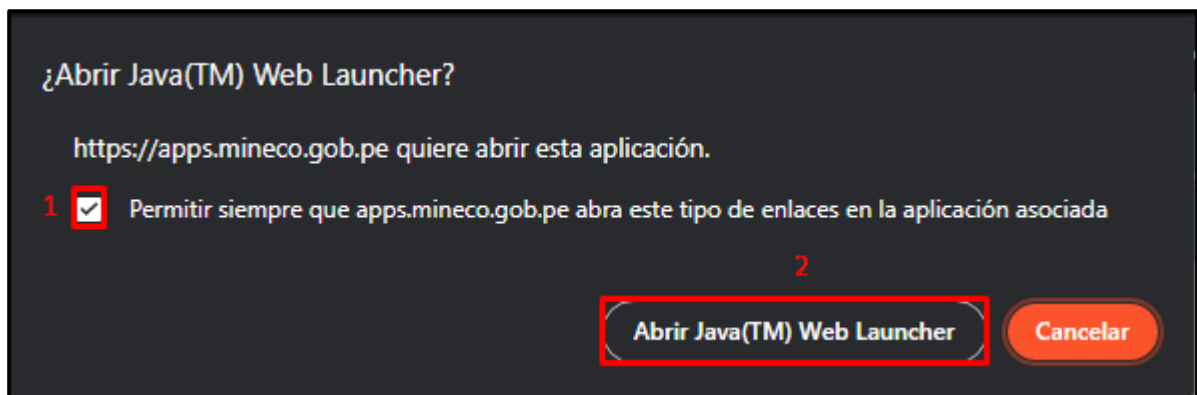 ¿Abrir Java(TM) Web Launcher?
https://apps.mineco.gob.pe quiere abrir esta aplicación.
1 Permitir siempre que apps.mineco.gob.pe abra este tipo de enlaces en la aplicación asociada
2
Abrir Java(TM) Web Launcher Cancelar